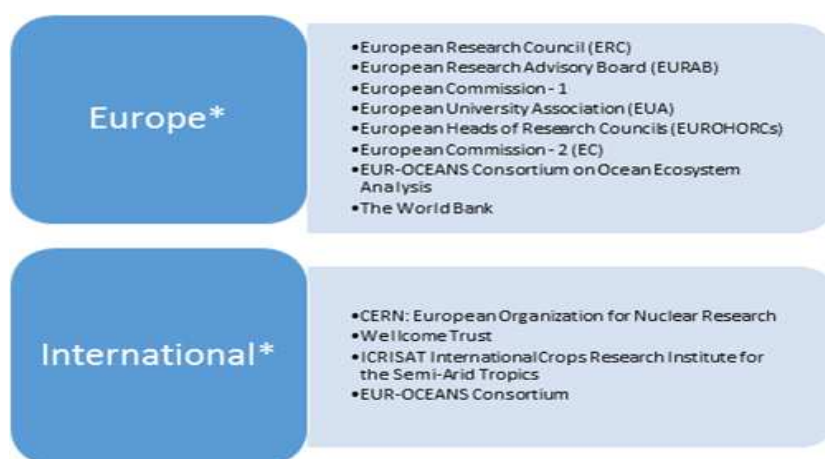 Europe*
•European Research Council (ERC)
•European Research Advisory Board (EURAB)
•European Commission - 1
•European University Association (EUA)
•European Heads of Research Councils (EUROHORCs)
•European Commission - 2 (EC)
•EUR-OCEANS Consortium on Ocean Ecosystem
Analysis
•The World Bank
International*
•CERN: European Organization for Nuclear Research
•Wellcome Trust
•ICRISAT International Crops Research Institute for
the Semi-Arid Tropics
•EUR-OCEANS Consortium